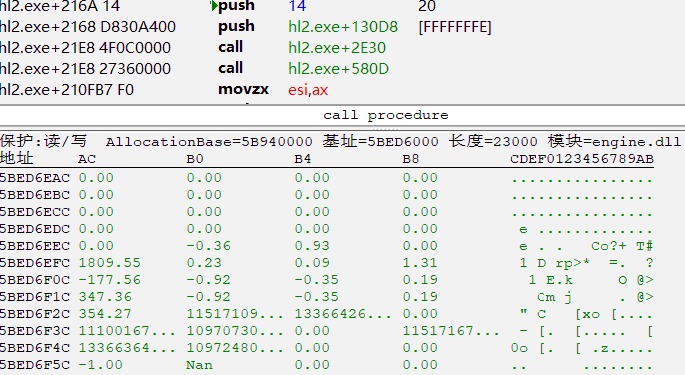 hl2.exe+216A 14 push 14 20
hl2.exe+2168 D830A400 push hl2.exe+130D8 [FFFFFFFE]
hl2.exe+21E8 4F0C0000 call hl2.exe+2E30
hl2.exe+21E8 27360000 call hl2.exe+580D
hl2.exe+210FB7 F0 movzx esi,ax
call procedure
保护:读/写 AllocationBase=5B940000 基址=5BED6000 长度=23000 模块=engine.dll
地址 AC B0 B4 B8 CDEF0123456789AB
5BED6EAC 0.00 0.00 0.00 0.00 ................
5BED6EBC 0.00 0.00 0.00 0.00 ................
5BED6ECC 0.00 0.00 0.00 0.00 ................
5BED6EDC 0.00 0.00 0.00 0.00 e .............
5BED6EEC 0.00 -0.36 0.93 0.00 e . . Co?+ T#
5BED6EFC 1809.55 0.23 0.09 1.31 1 D rp>* =. ?
5BED6F0C -177.56 -0.92 -0.35 0.19 1 E.k O @>
5BED6F1C 347.36 -0.92 -0.35 0.19 Cm j . @>
5BED6F2C 354.27 11517109... 13366426... 0.00 " C [xo [....
5BED6F3C 11100167... 10970730... 0.00 11517167... - [. [..... [
5BED6F4C 13366364... 10972480... 0.00 0.00 0o [. [ .z.....
5BED6F5C -1.00 Nan 0.00 0.00 .. ........